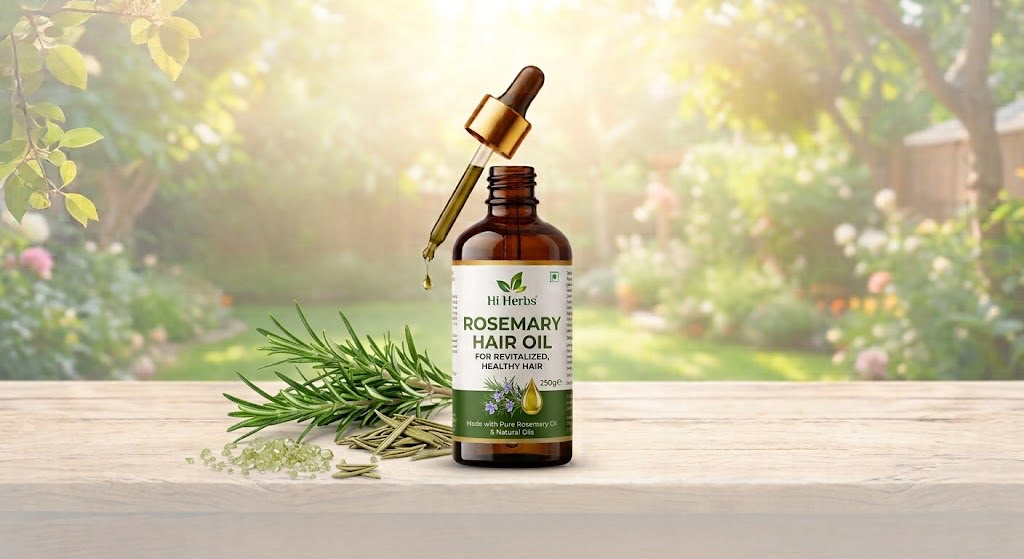 Hi Herbs
ROSEMARY
HAIR OIL
FOR REVITALIZED,
HEALTHY HAIR
250g℮
Made with Pure Rosemary Oil
& Natural Oils